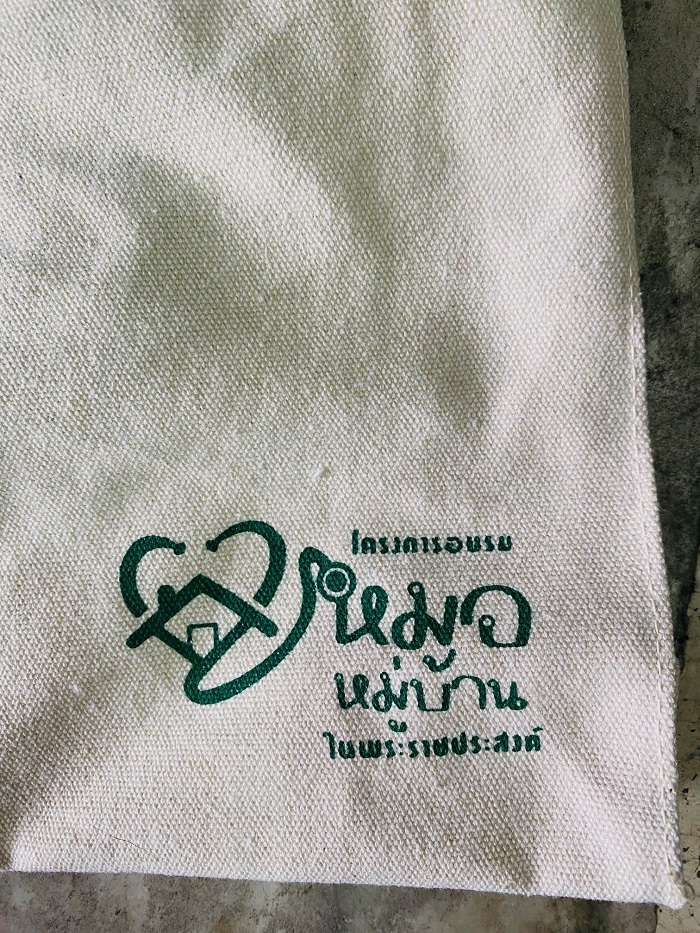 โครงการอบรม
หมอ
หมู่บ้าน
ในพระราชประสงค์